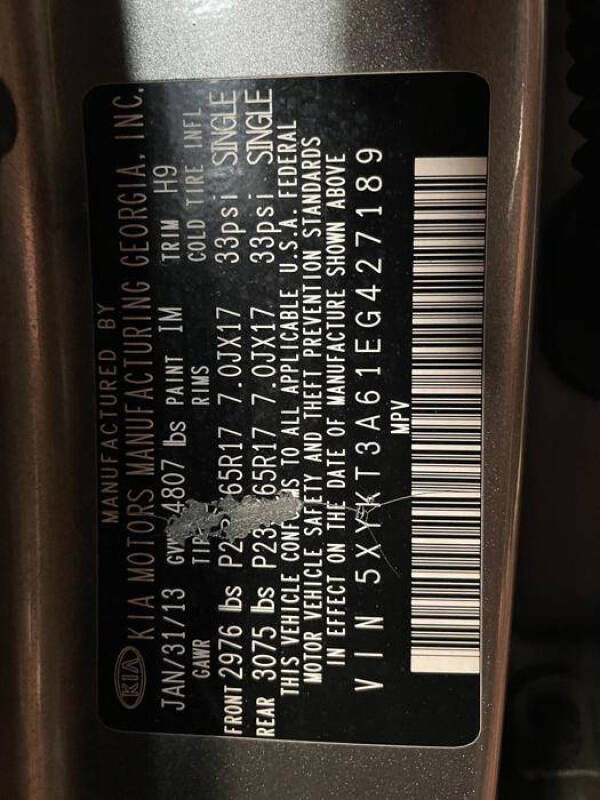 MANUFACTURED BY
KIA KIA MOTORS MANUFACTURING GEORGIA, INC.
JAN/31/13 4807 lbs PAINT IM TRIM H9
GAWR RIMS COLD TIRE INFL
FRONT 2976 lbs 65R17 7.0JX17 33psi SINGLE
REAR 3075 lbs 65R17 7.0JX17 33psi SINGLE
THIS VEHICLE TO ALL APPLICABLE U.S.A. FEDERAL
MOTOR VEHICLE SAFETY AND THEFT PREVENTION STANDARDS
IN EFFECT ON THE DATE OF MANUFACTURE SHOWN ABOVE
VIN 5XYKT3A61EG427189
MPV